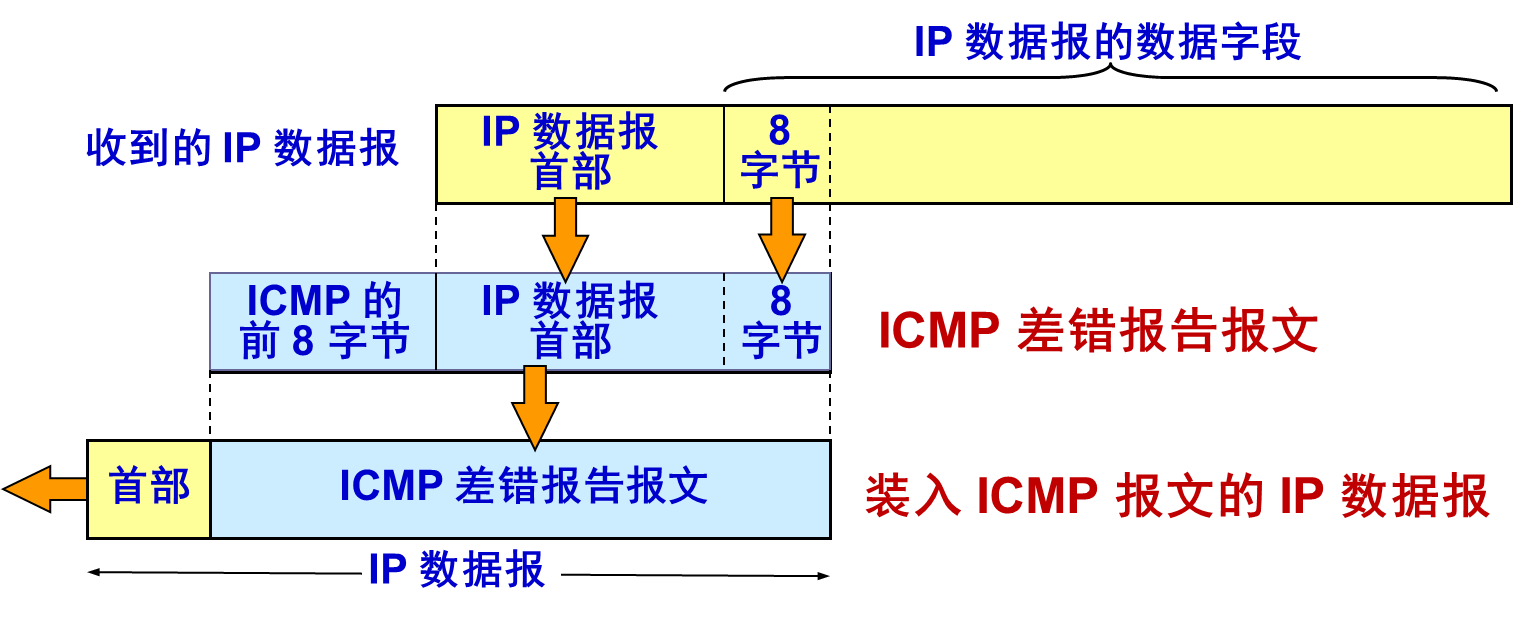 IP 数据报的数据字段
收到的 IP 数据报
IP 数据报
首部
8
字节
ICMP 的
前 8 字节
IP 数据报
首部
8
字节
ICMP 差错报告报文
首部
ICMP 差错报告报文
装入 ICMP 报文的 IP 数据报
IP 数据报